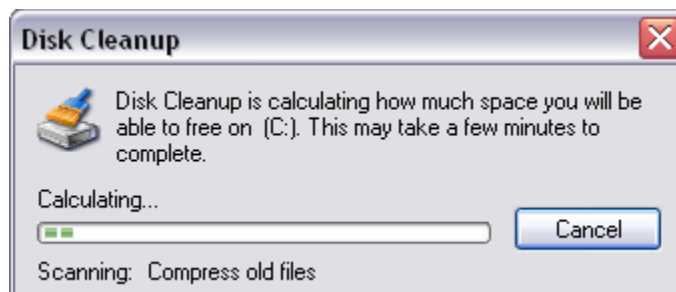 Disk Cleanup
Disk Cleanup is calculating how much space you will be
able to free on  (C:). This may take a few minutes to
complete.
Calculating...
Cancel
Scanning:  Compress old files